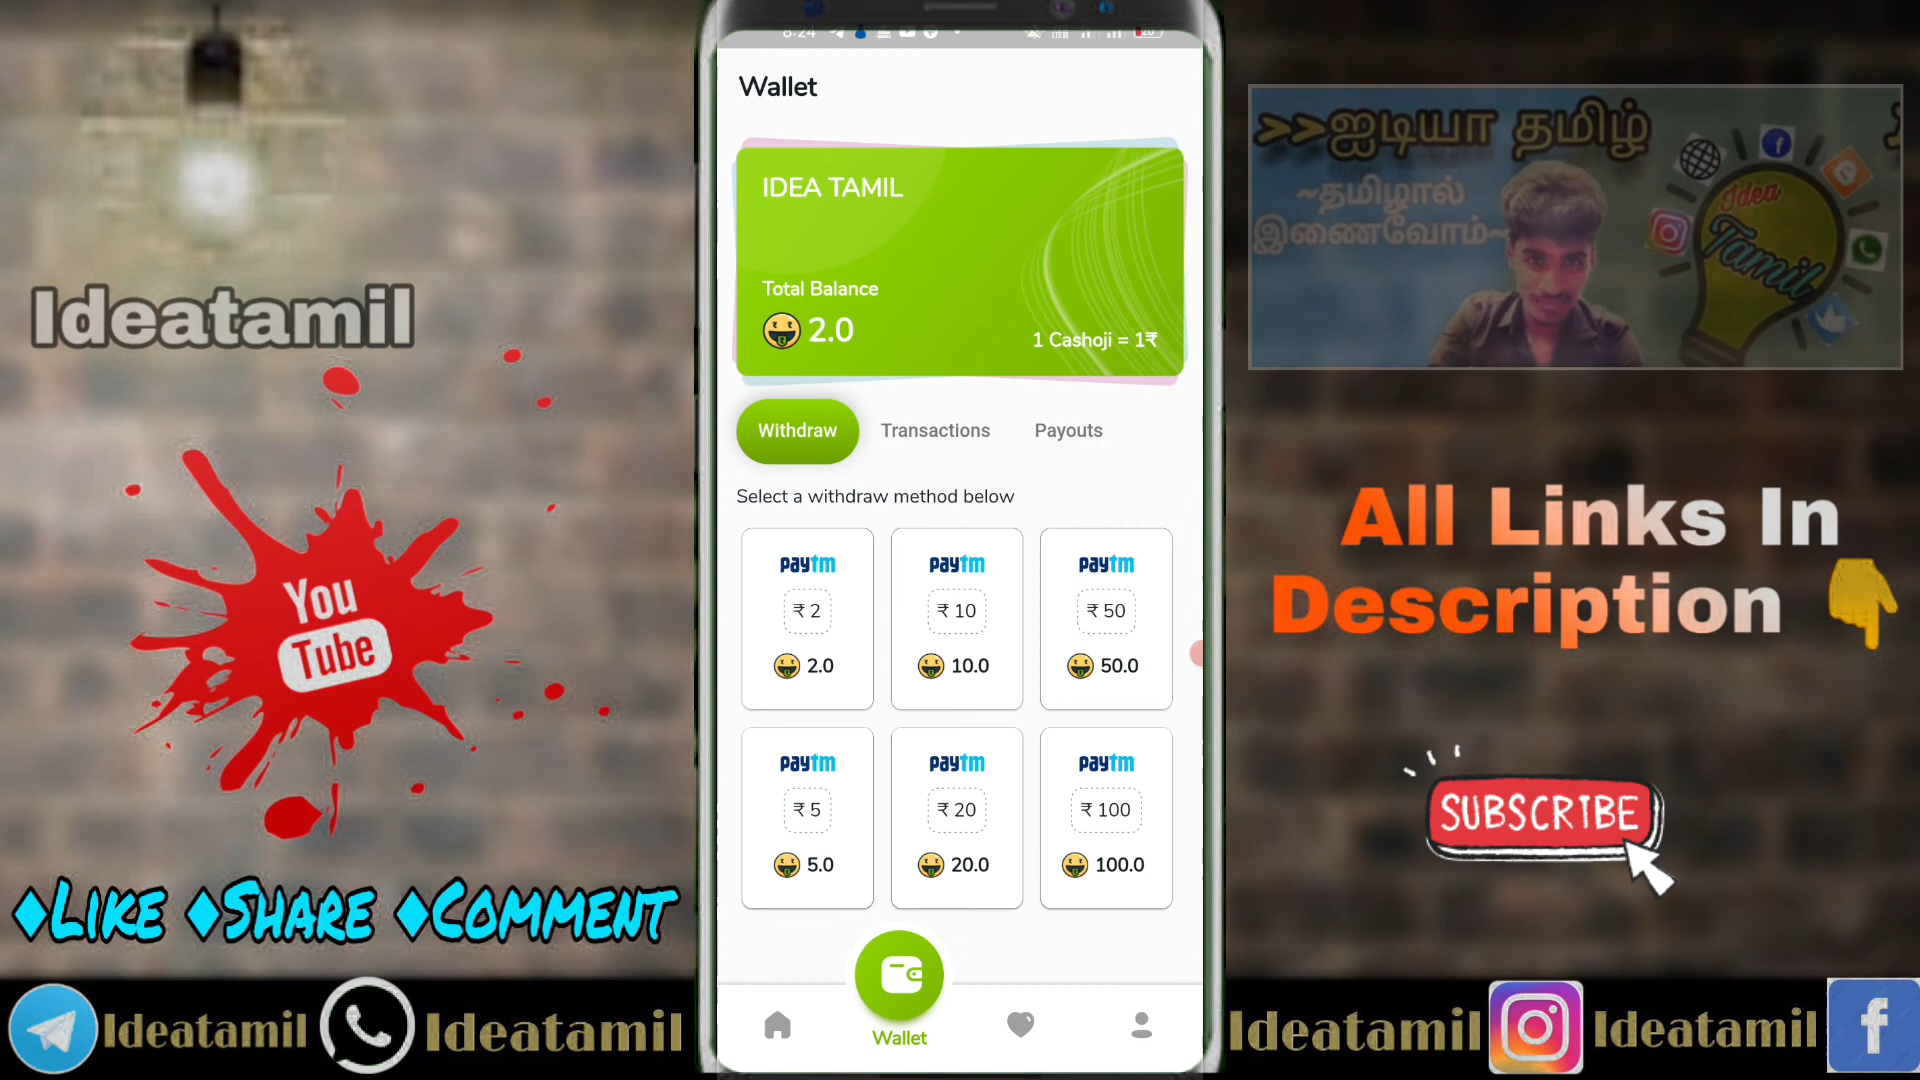 8:24
20
Wallet
IDEA TAMIL
Total Balance
2.0
1 Cashoji = 1₹
Withdraw
Transactions
Payouts
Select a withdraw method below
paytm
paytm
paytm
₹ 2
₹ 10
₹ 50
2.0
10.0
50.0
paytm
paytm
paytm
₹ 5
₹ 20
₹ 100
5.0
20.0
100.0
Wallet
Ideatamil
You
Tube
♦LIKE ♦SHARE ♦COMMENT
>>ஐடியா தமிழ்
~தமிழால்
இணைவோம்~
Idea
Tamil
All Links In
Description
SUBSCRIBE
Ideatamil
Ideatamil
Ideatamil
Ideatamil